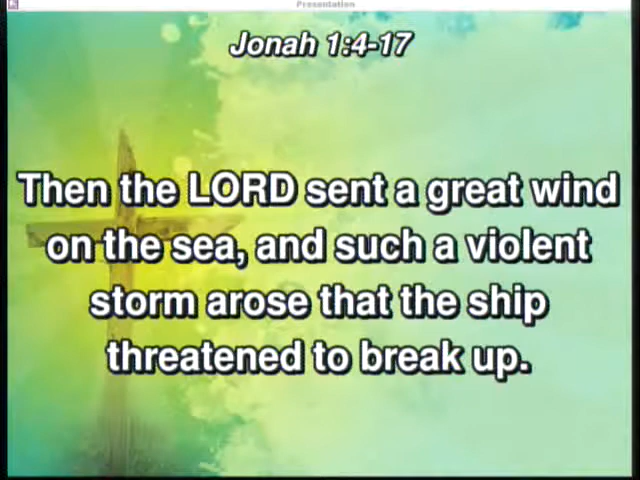 Presentation
Jonah 1:4-17
Then the LORD sent a great wind
on the sea, and such a violent
storm arose that the ship
threatened to break up.